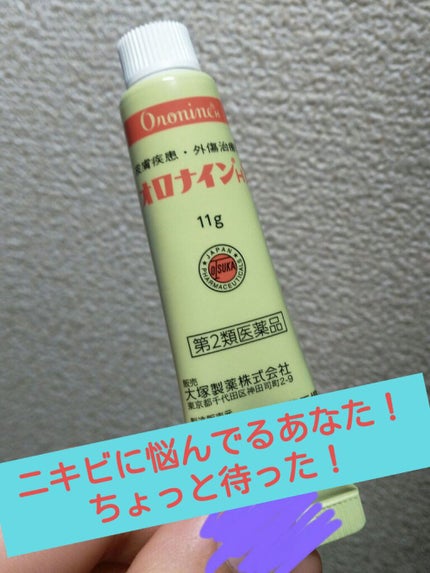 Oronine H
皮膚疾患・外傷治療
オロナインH
11g
JAPAN
OTSUKA
PHARMACEUTICALS
第2類医薬品
販売
大塚製薬株式会社
東京都千代田区神田司町2-9
ニキビに悩んでるあなた!
ちょっと待った!